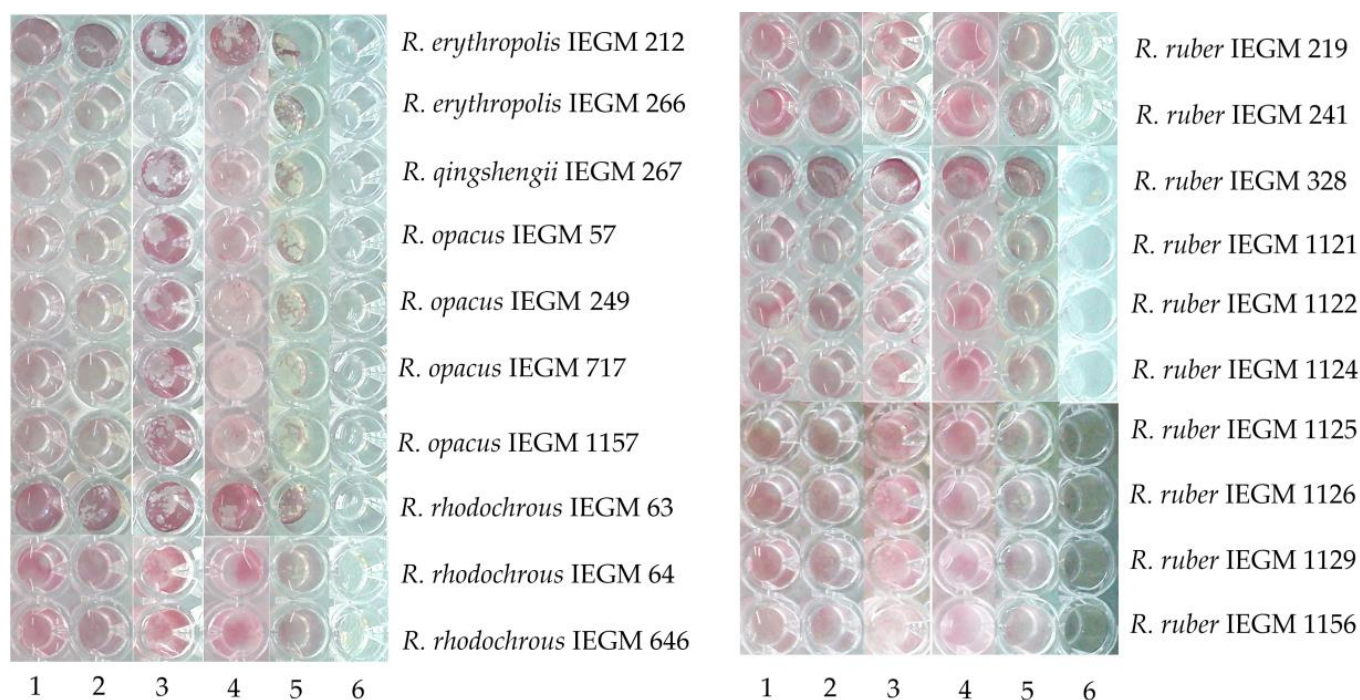 R. erythropolis IEGM 212
R. erythropolis IEGM 266
R. qingshengii IEGM 267
R. opacus IEGM 57
R. opacus IEGM 249
R. opacus IEGM 717
R. opacus IEGM 1157
R. rhodochrous IEGM 63
R. rhodochrous IEGM 64
R. rhodochrous IEGM 646
1 2 3 4 5 6
R. ruber IEGM 219
R. ruber IEGM 241
R. ruber IEGM 328
R. ruber IEGM 1121
R. ruber IEGM 1122
R. ruber IEGM 1124
R. ruber IEGM 1125
R. ruber IEGM 1126
R. ruber IEGM 1129
R. ruber IEGM 1156
1 2 3 4 5 6